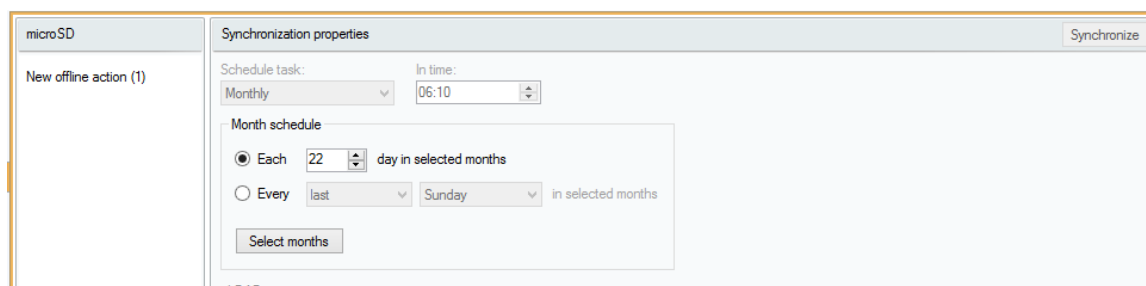 microSD
Synchronization properties
Synchronize
New offline action (1)
Schedule task:
In time:
Monthly
06:10
Month schedule
Each 22 day in selected months
Every last Sunday in selected months
Select months